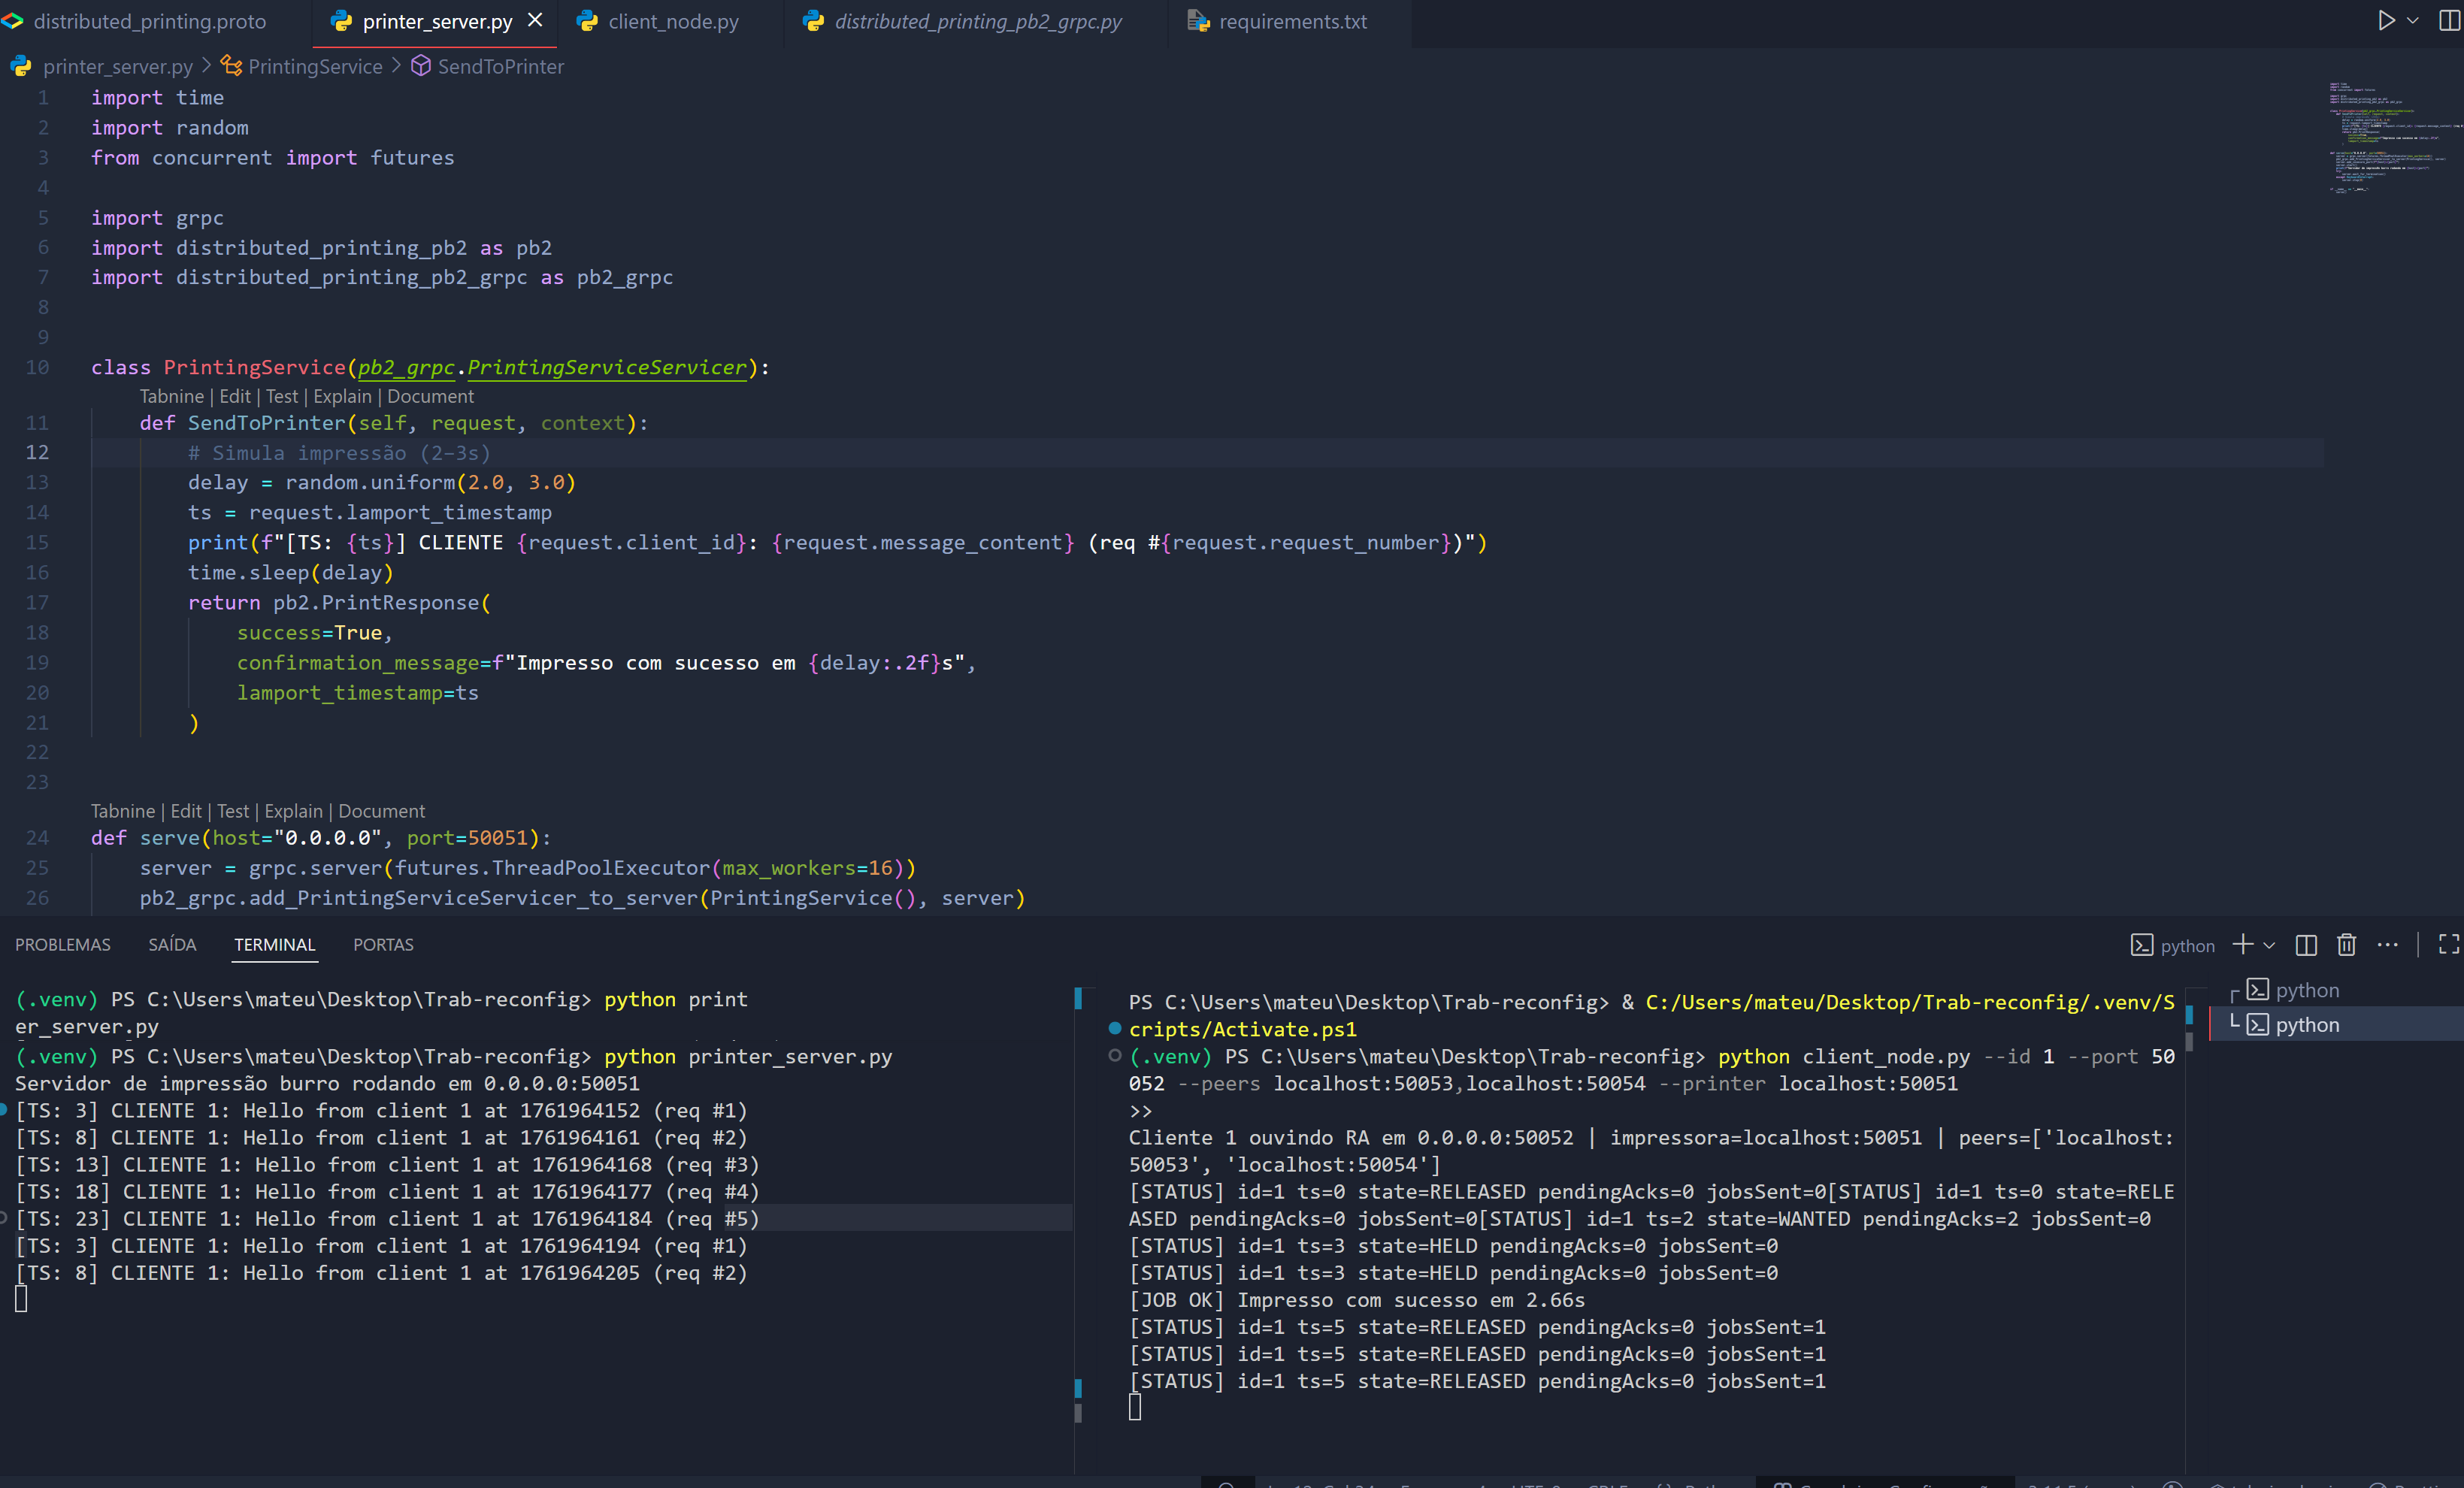 distributed_printing.proto printer_server.py client_node.py distributed_printing_pb2_grpc.py requirements.txt
printer_server.py > PrintingService > SendToPrinter
1 import time
2 import random
3 from concurrent import futures
4
5 import grpc
6 import distributed_printing_pb2 as pb2
7 import distributed_printing_pb2_grpc as pb2_grpc
8
9
10 class PrintingService(pb2_grpc.PrintingServiceServicer):
Tabnine | Edit | Test | Explain | Document
11 def SendToPrinter(self, request, context):
12 # Simula impressão (2–3s)
13 delay = random.uniform(2.0, 3.0)
14 ts = request.lamport_timestamp
15 print(f"[TS: {ts}] CLIENTE {request.client_id}: {request.message_content} (req #{request.request_number})")
16 time.sleep(delay)
17 return pb2.PrintResponse(
18 success=True,
19 confirmation_message=f"Impresso com sucesso em {delay:.2f}s",
20 lamport_timestamp=ts
21 )
22
23
Tabnine | Edit | Test | Explain | Document
24 def serve(host="0.0.0.0", port=50051):
25 server = grpc.server(futures.ThreadPoolExecutor(max_workers=16))
26 pb2_grpc.add_PrintingServiceServicer_to_server(PrintingService(), server)
PROBLEMAS SAÍDA TERMINAL PORTAS python
(.venv) PS C:\Users\mateu\Desktop\Trab-reconfig> python print
er_server.py
(.venv) PS C:\Users\mateu\Desktop\Trab-reconfig> python printer_server.py
Servidor de impressão burro rodando em 0.0.0.0:50051
[TS: 3] CLIENTE 1: Hello from client 1 at 1761964152 (req #1)
[TS: 8] CLIENTE 1: Hello from client 1 at 1761964161 (req #2)
[TS: 13] CLIENTE 1: Hello from client 1 at 1761964168 (req #3)
[TS: 18] CLIENTE 1: Hello from client 1 at 1761964177 (req #4)
[TS: 23] CLIENTE 1: Hello from client 1 at 1761964184 (req #5)
[TS: 3] CLIENTE 1: Hello from client 1 at 1761964194 (req #1)
[TS: 8] CLIENTE 1: Hello from client 1 at 1761964205 (req #2)
PS C:\Users\mateu\Desktop\Trab-reconfig> & C:/Users/mateu/Desktop/Trab-reconfig/.venv/S
cripts/Activate.ps1
(.venv) PS C:\Users\mateu\Desktop\Trab-reconfig> python client_node.py --id 1 --port 50
052 --peers localhost:50053,localhost:50054 --printer localhost:50051
>>
Cliente 1 ouvindo RA em 0.0.0.0:50052 | impressora=localhost:50051 | peers=['localhost:
50053', 'localhost:50054']
[STATUS] id=1 ts=0 state=RELEASED pendingAcks=0 jobsSent=0[STATUS] id=1 ts=0 state=RELE
ASED pendingAcks=0 jobsSent=0[STATUS] id=1 ts=2 state=WANTED pendingAcks=2 jobsSent=0
[STATUS] id=1 ts=3 state=HELD pendingAcks=0 jobsSent=0
[STATUS] id=1 ts=3 state=HELD pendingAcks=0 jobsSent=0
[JOB OK] Impresso com sucesso em 2.66s
[STATUS] id=1 ts=5 state=RELEASED pendingAcks=0 jobsSent=1
[STATUS] id=1 ts=5 state=RELEASED pendingAcks=0 jobsSent=1
[STATUS] id=1 ts=5 state=RELEASED pendingAcks=0 jobsSent=1
python
python